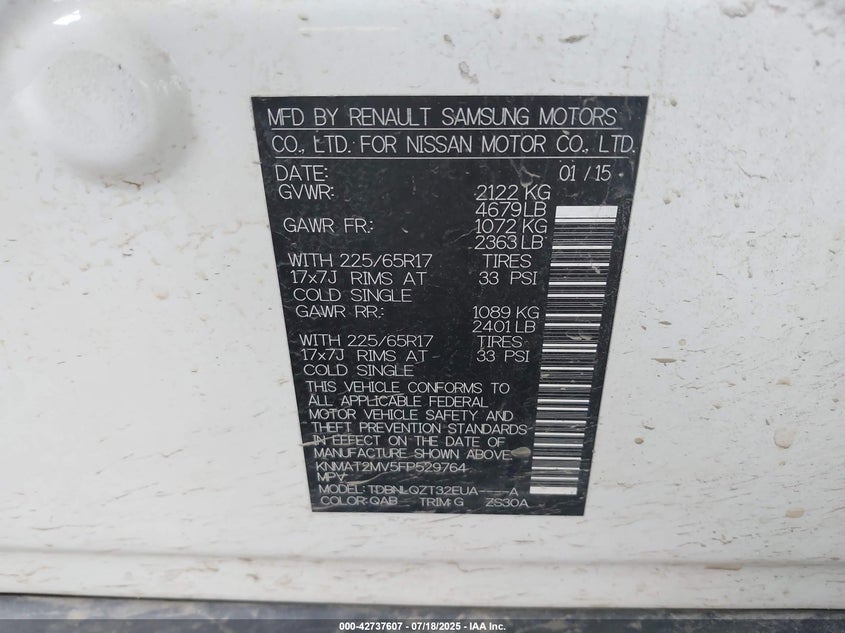 MFD BY RENAULT SAMSUNG MOTORS
CO., LTD. FOR NISSAN MOTOR CO., LTD.
DATE: 01 / 15
GVWR: 2122 KG
4679 LB
GAWR FR.: 1072 KG
2363 LB
WITH 225/65R17 TIRES
17x7J RIMS AT 33 PSI
COLD SINGLE
GAWR RR.: 1089 KG
2401 LB
WITH 225/65R17 TIRES
17x7J RIMS AT 33 PSI
COLD SINGLE
THIS VEHICLE CONFORMS TO
ALL APPLICABLE FEDERAL
MOTOR VEHICLE SAFETY AND
THEFT PREVENTION STANDARDS
IN EFFECT ON THE DATE OF
MANUFACTURE SHOWN ABOVE:
KNMAT2MV5FP529764
MPV
MODEL: TDBNLQZT32EUA----A
COLOR: QAB TRIM: G ZS30A
000-42737607 - 07/18/2025 - IAA Inc.